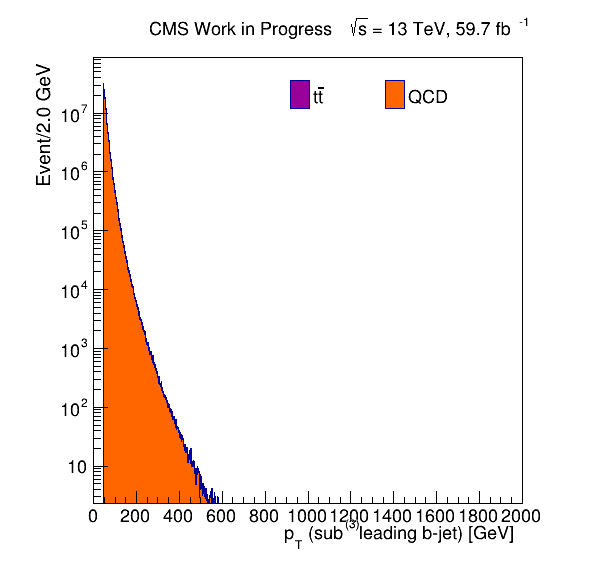 CMS Work in Progress √s = 13 TeV, 59.7 fb⁻¹
Event/2.0 GeV
tt̄
QCD
10⁷
10⁶
10⁵
10⁴
10³
10²
10
0 200 400 600 800 1000 1200 1400 1600 1800 2000
p_T (sub⁽³⁾leading b-jet) [GeV]